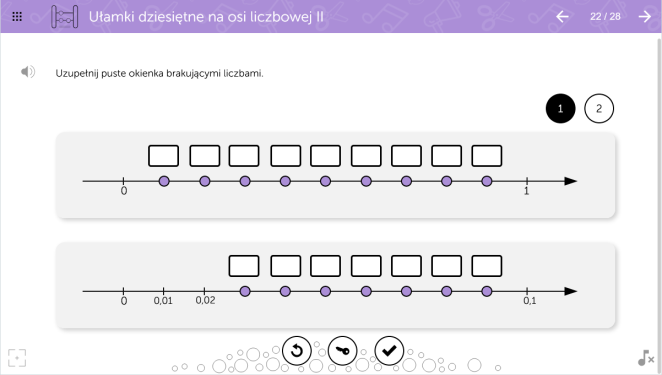 Ułamki dziesiętne na osi liczbowej II
22 / 28
Uzupełnij puste okienka brakującymi liczbami.
1 2
0 1
0 0,01 0,02 0,1